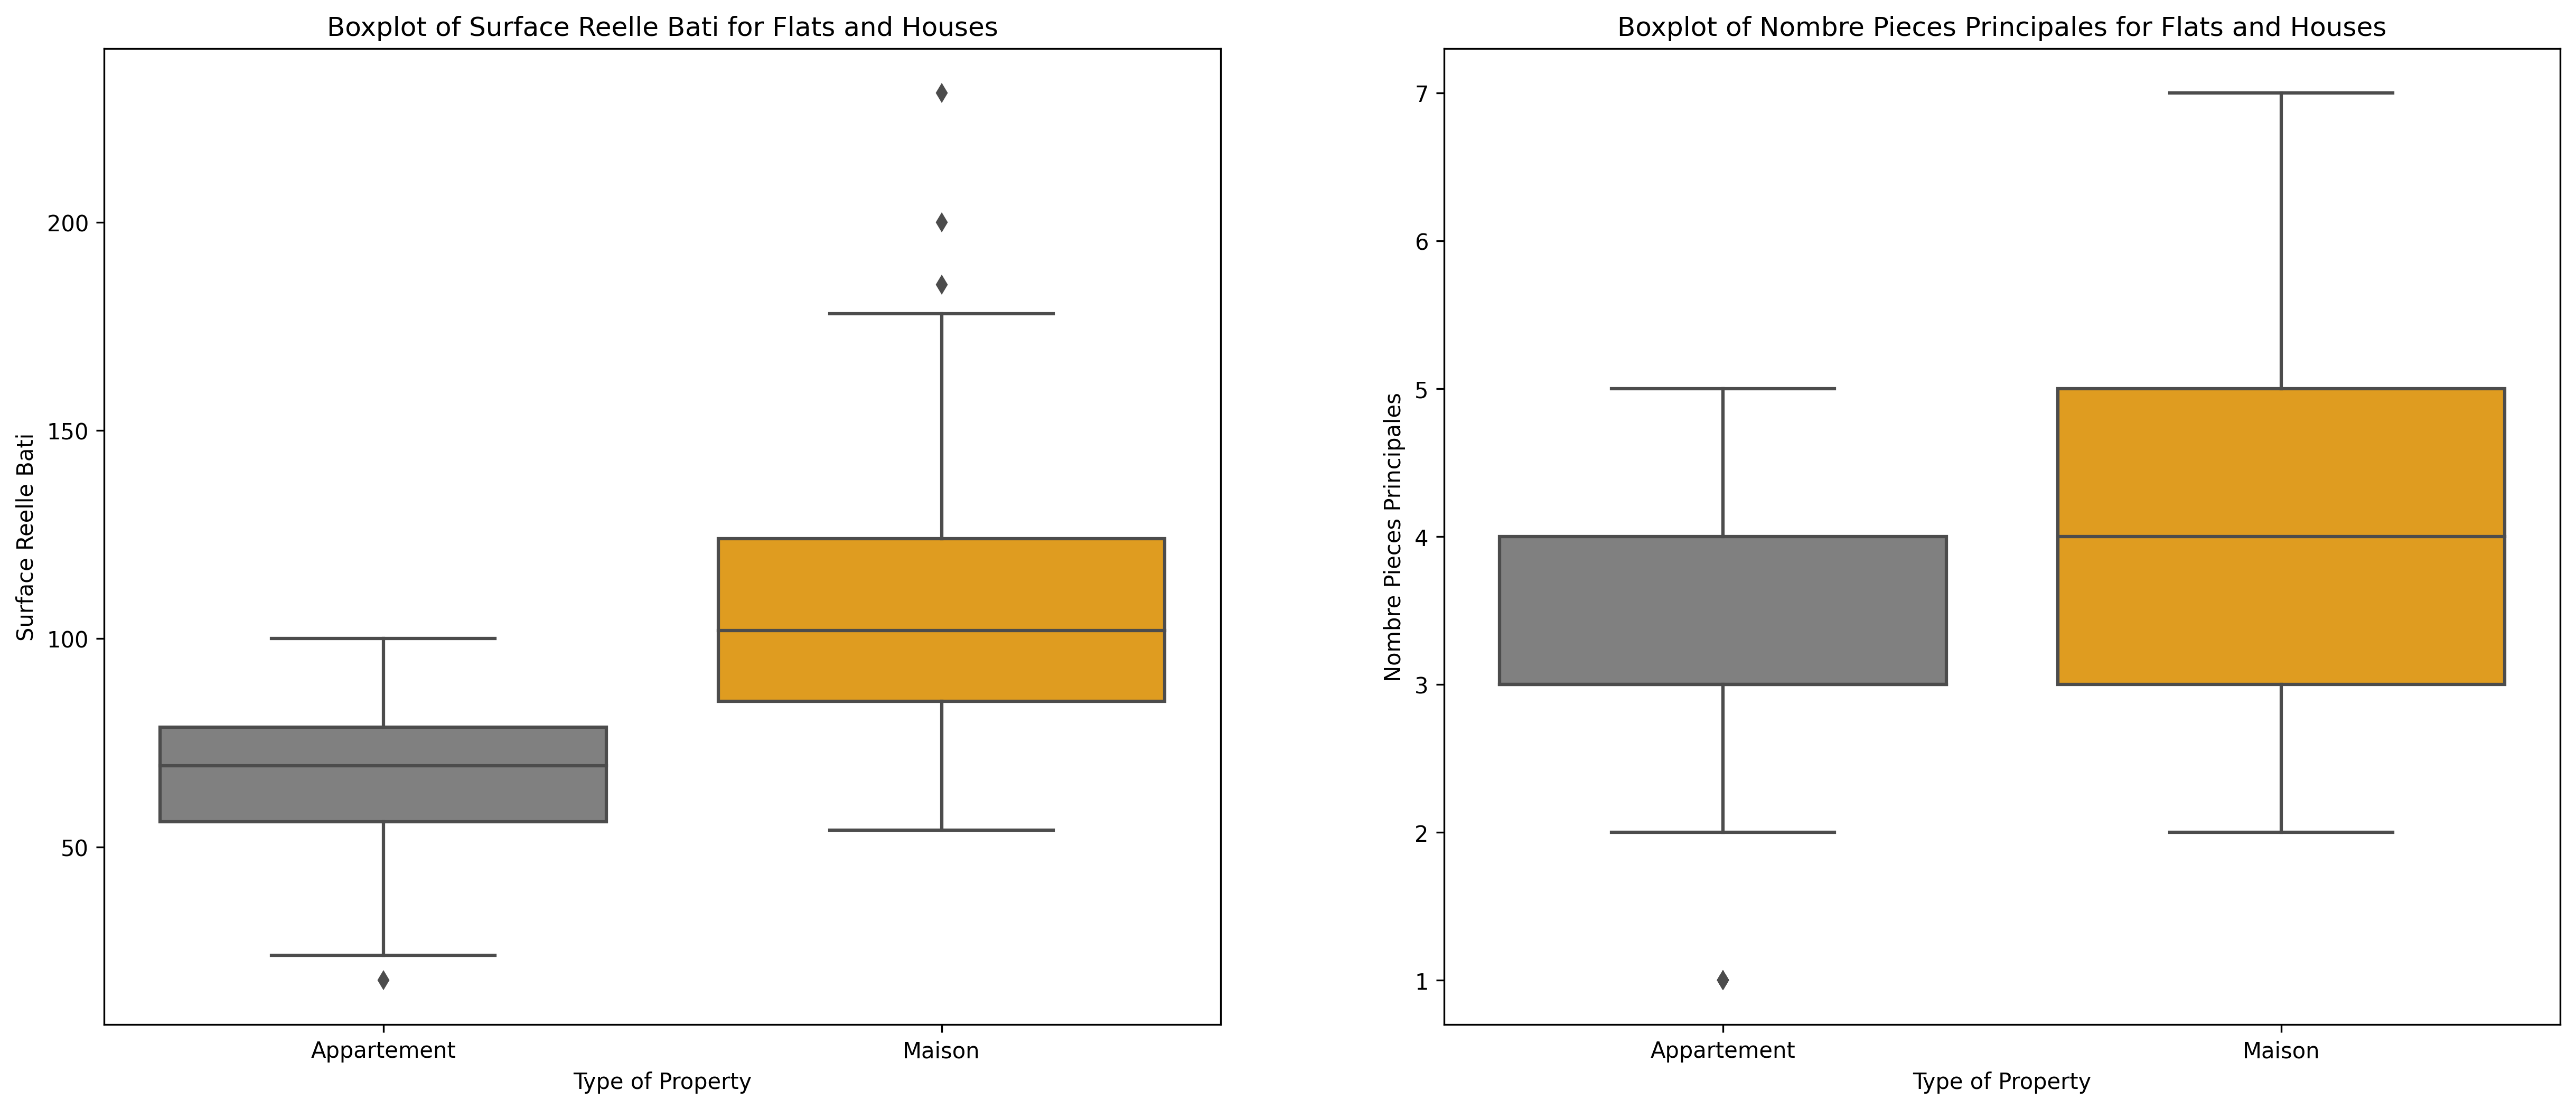 Boxplot of Surface Reelle Bati for Flats and Houses
Surface Reelle Bati
200
150
100
50
Appartement
Maison
Type of Property
Boxplot of Nombre Pieces Principales for Flats and Houses
Nombre Pieces Principales
7
6
5
4
3
2
1
Appartement
Maison
Type of Property